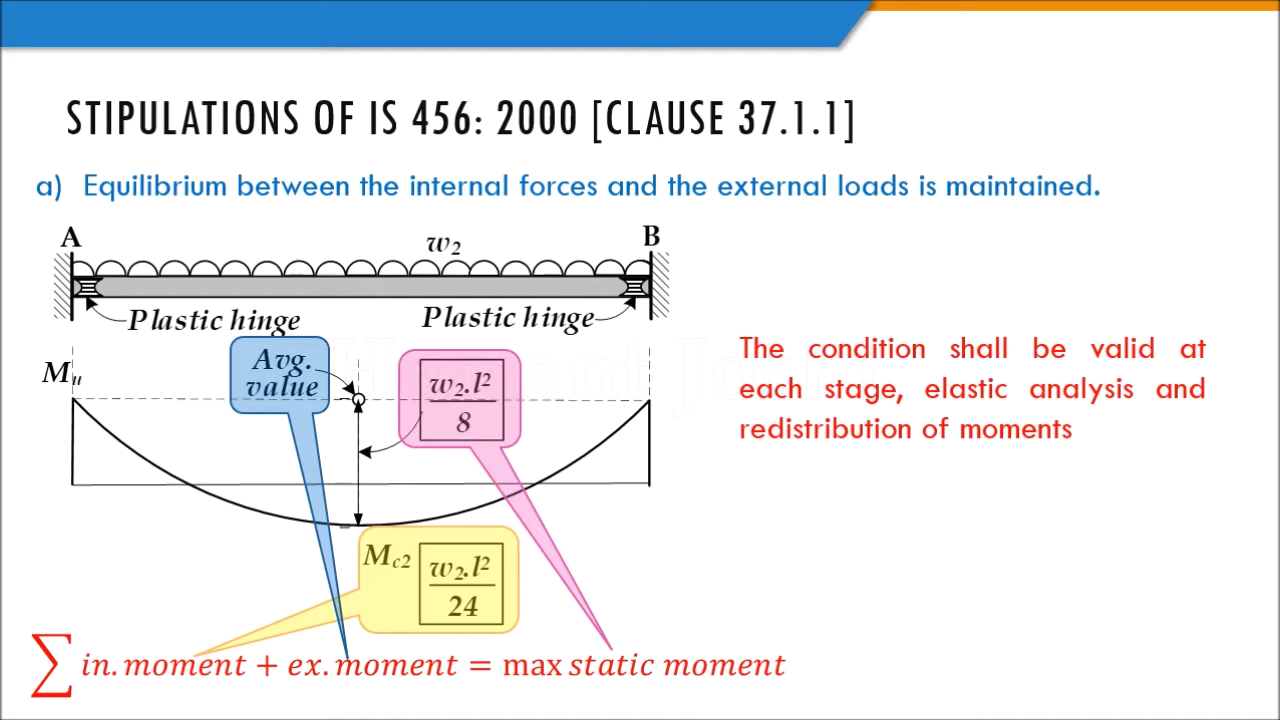 STIPULATIONS OF IS 456: 2000 [CLAUSE 37.1.1]
a) Equilibrium between the internal forces and the external loads is maintained.
A
B
w₂
Plastic hinge
Plastic hinge
Mᵤ
Avg.
value
w₂.l²
8
The condition shall be valid at
each stage, elastic analysis and
redistribution of moments
M_c2
w₂.l²
24
∑ in. moment + ex. moment = max static moment